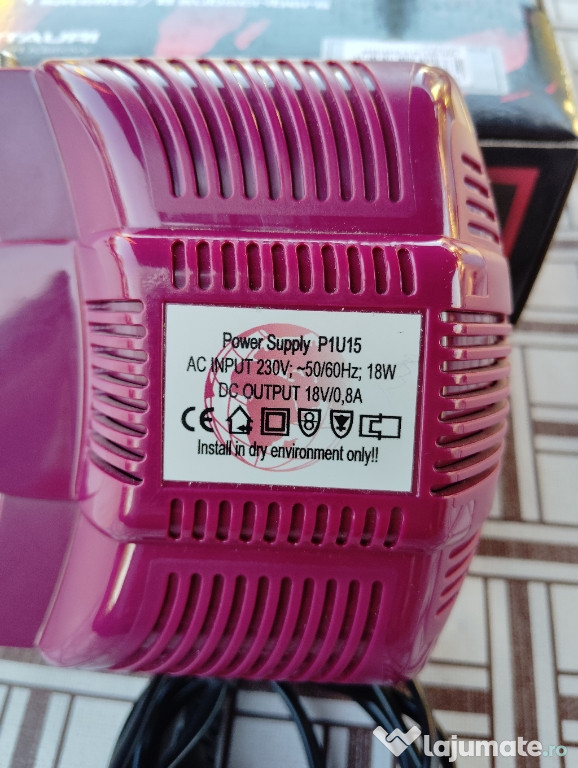 TAURI
Power Supply P1U15
AC INPUT 230V; ~50/60Hz; 18W
DC OUTPUT 18V/0,8A
CE
Install in dry environment only!!
lajumate.ro